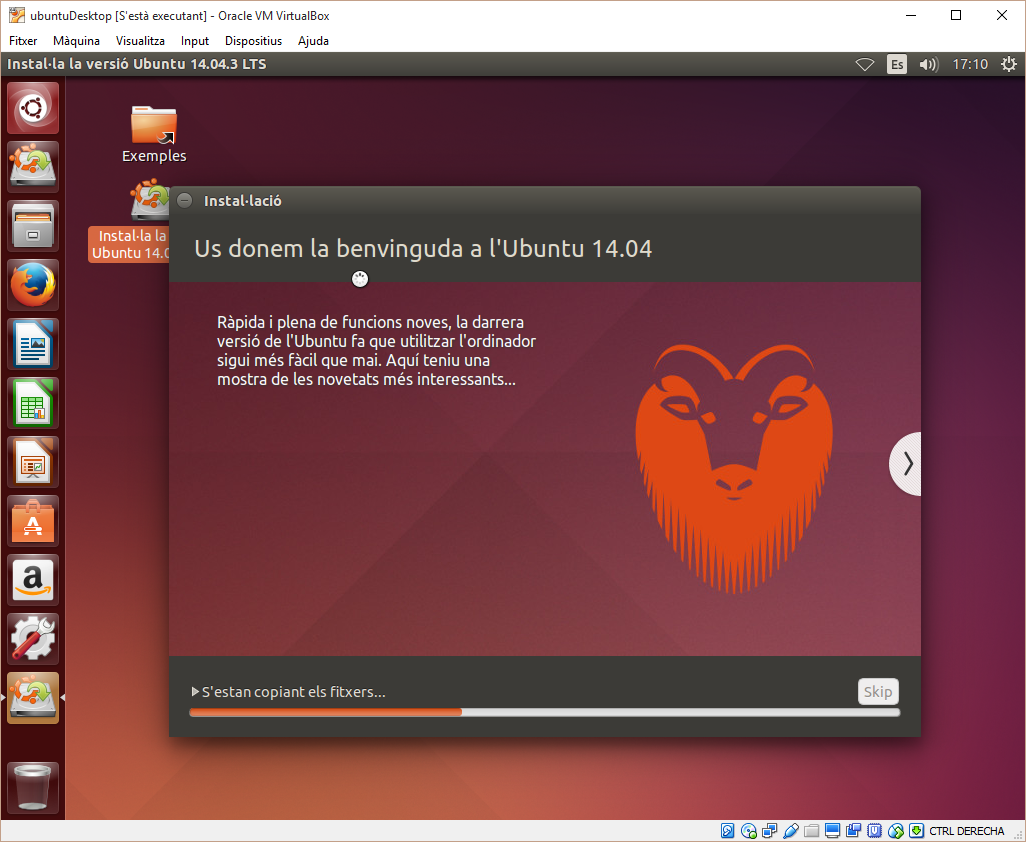 ubuntuDesktop [S'està executant] - Oracle VM VirtualBox
Fitxer Màquina Visualitza Input Dispositius Ajuda
Instal·la la versió Ubuntu 14.04.3 LTS Es 17:10
Exemples
Instal·la la
Ubuntu 14.0
Instal·lació
Us donem la benvinguda a l'Ubuntu 14.04
Ràpida i plena de funcions noves, la darrera
versió de l'Ubuntu fa que utilitzar l'ordinador
sigui més fàcil que mai. Aquí teniu una
mostra de les novetats més interessants...
S'estan copiant els fitxers...
Skip
CTRL DERECHA